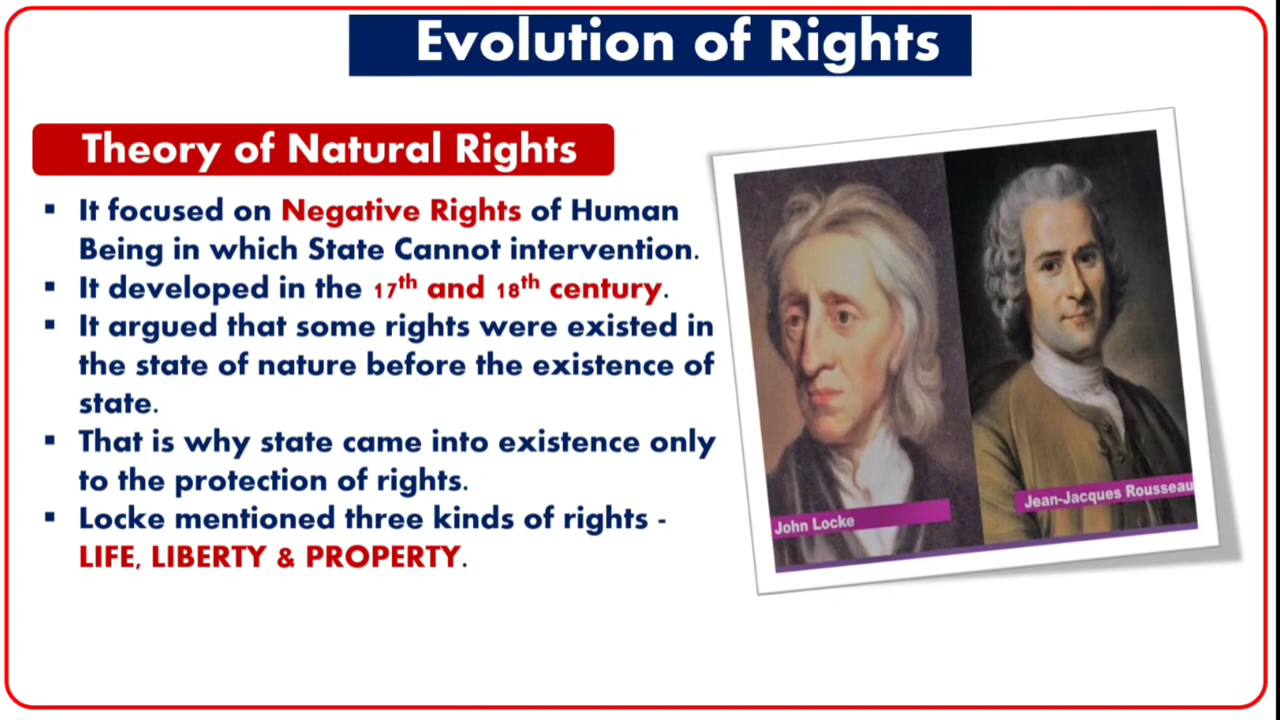 Evolution of Rights
Theory of Natural Rights
▪ It focused on Negative Rights of Human
Being in which State Cannot intervention.
▪ It developed in the 17th and 18th century.
▪ It argued that some rights were existed in
the state of nature before the existence of
state.
▪ That is why state came into existence only
to the protection of rights.
▪ Locke mentioned three kinds of rights -
LIFE, LIBERTY & PROPERTY.
John Locke
Jean-Jacques Rousseau